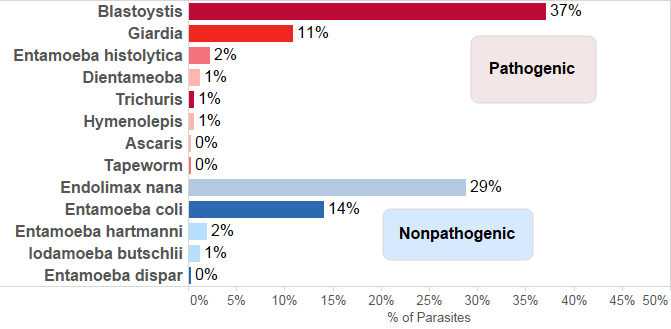 Blastoystis 37%
Giardia 11%
Entamoeba histolytica 2%
Dientameoba 1%
Trichuris 1%
Hymenolepis 1%
Ascaris 0%
Tapeworm 0%
Pathogenic
Endolimax nana 29%
Entamoeba coli 14%
Entamoeba hartmanni 2%
Iodamoeba butschlii 1%
Entamoeba dispar 0%
Nonpathogenic
0% 5% 10% 15% 20% 25% 30% 35% 40% 45% 50%
% of Parasites